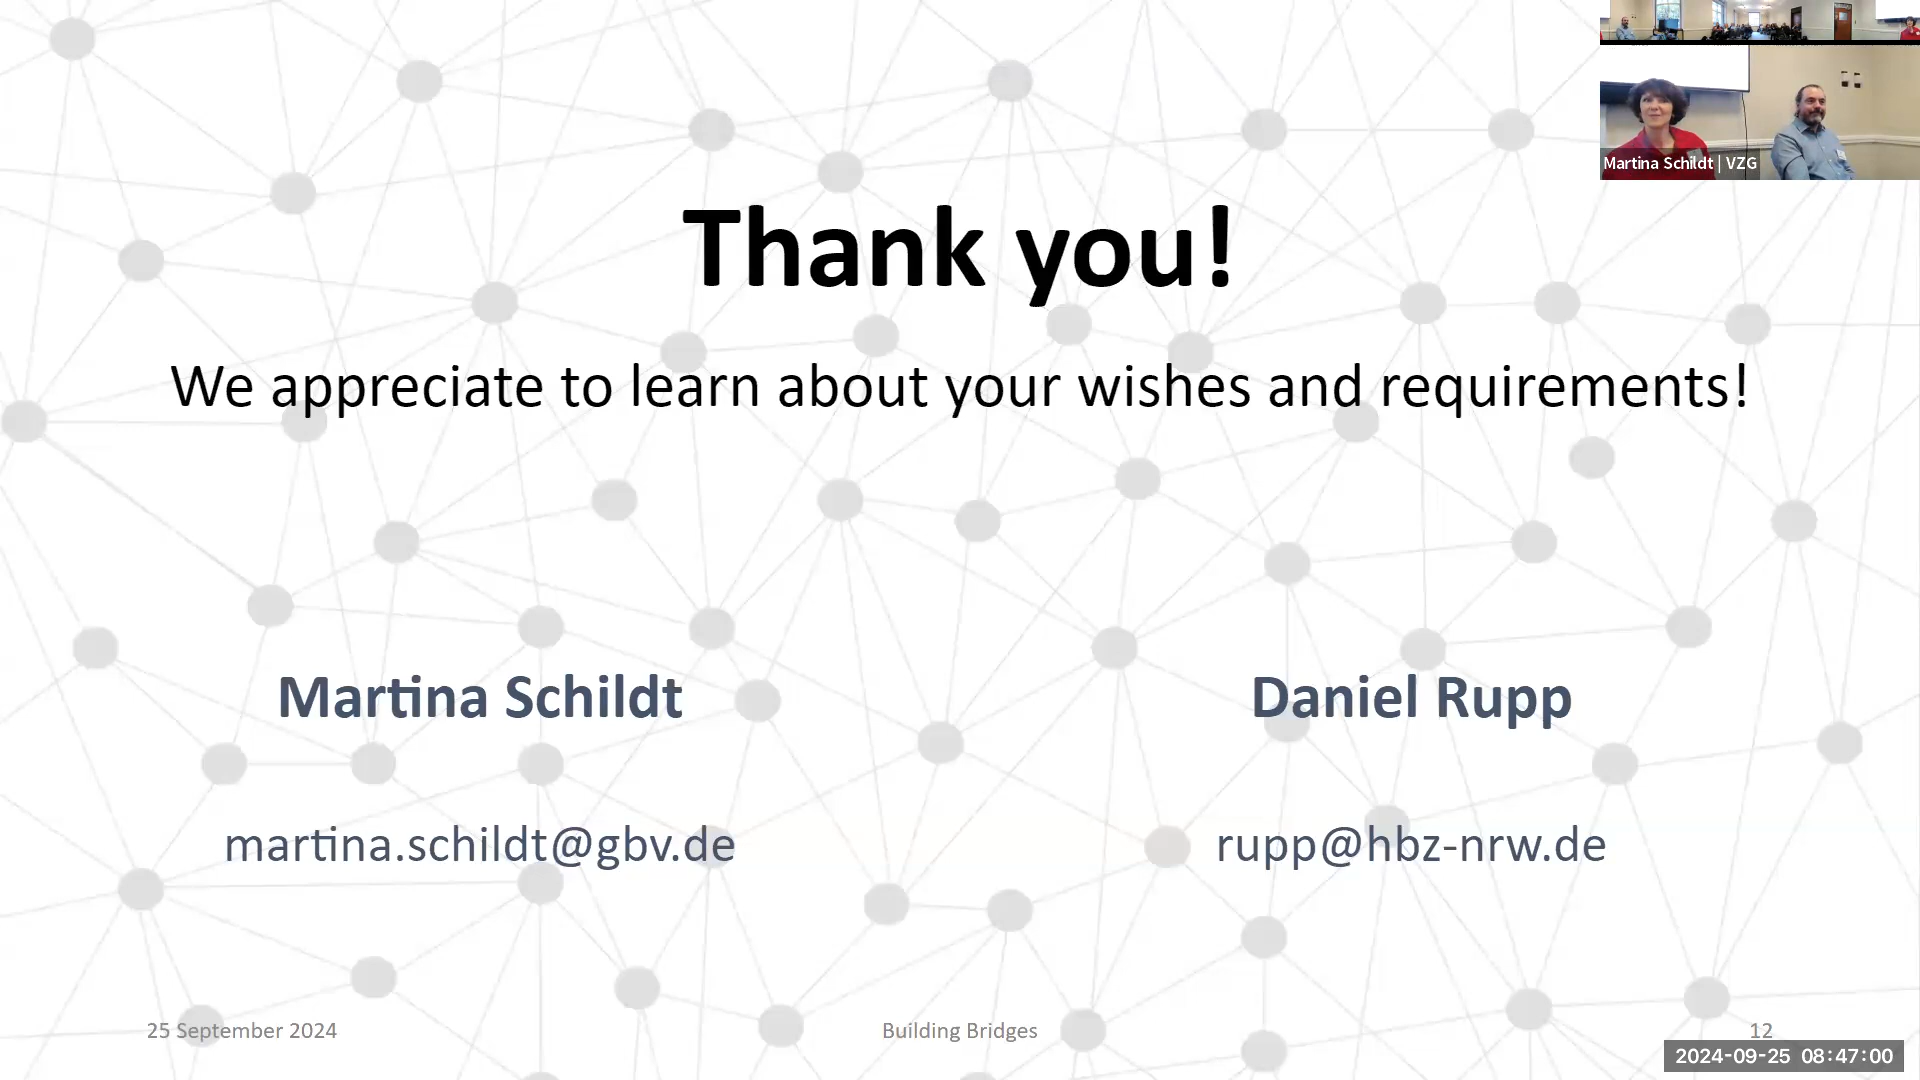 Martina Schildt | VZG
Thank you!
We appreciate to learn about your wishes and requirements!
Martina Schildt
Daniel Rupp
martina.schildt@gbv.de
rupp@hbz-nrw.de
25 September 2024
Building Bridges
12
2024-09-25 08:47:00